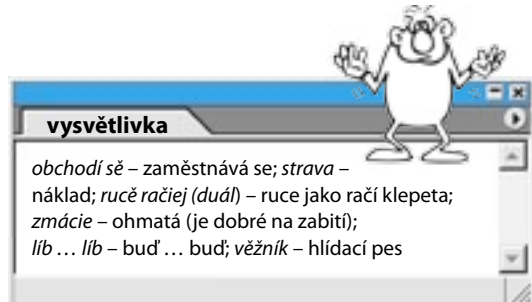 vysvětlivka
obchodí sě – zaměstnává se; strava –
náklad; rucě račiej (duál) – ruce jako račí klepeta;
zmácie – ohmatá (je dobré na zabití);
líb … líb – buď … buď; věžník – hlídací pes